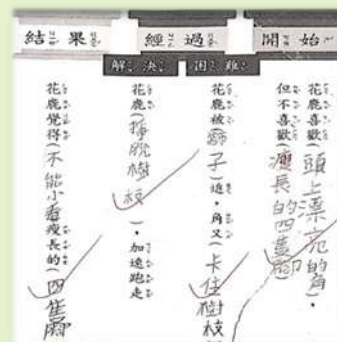 開始
經過
結果
困難
解決
花鹿喜歡(頭上漂亮的角)，
但不喜歡(瘦長的四隻腳)
花鹿被(獅子)追，角又(卡住樹枝
花鹿(掙脫樹枝)，加速跑走
花鹿覺得(不能小看瘦長的(四隻腳